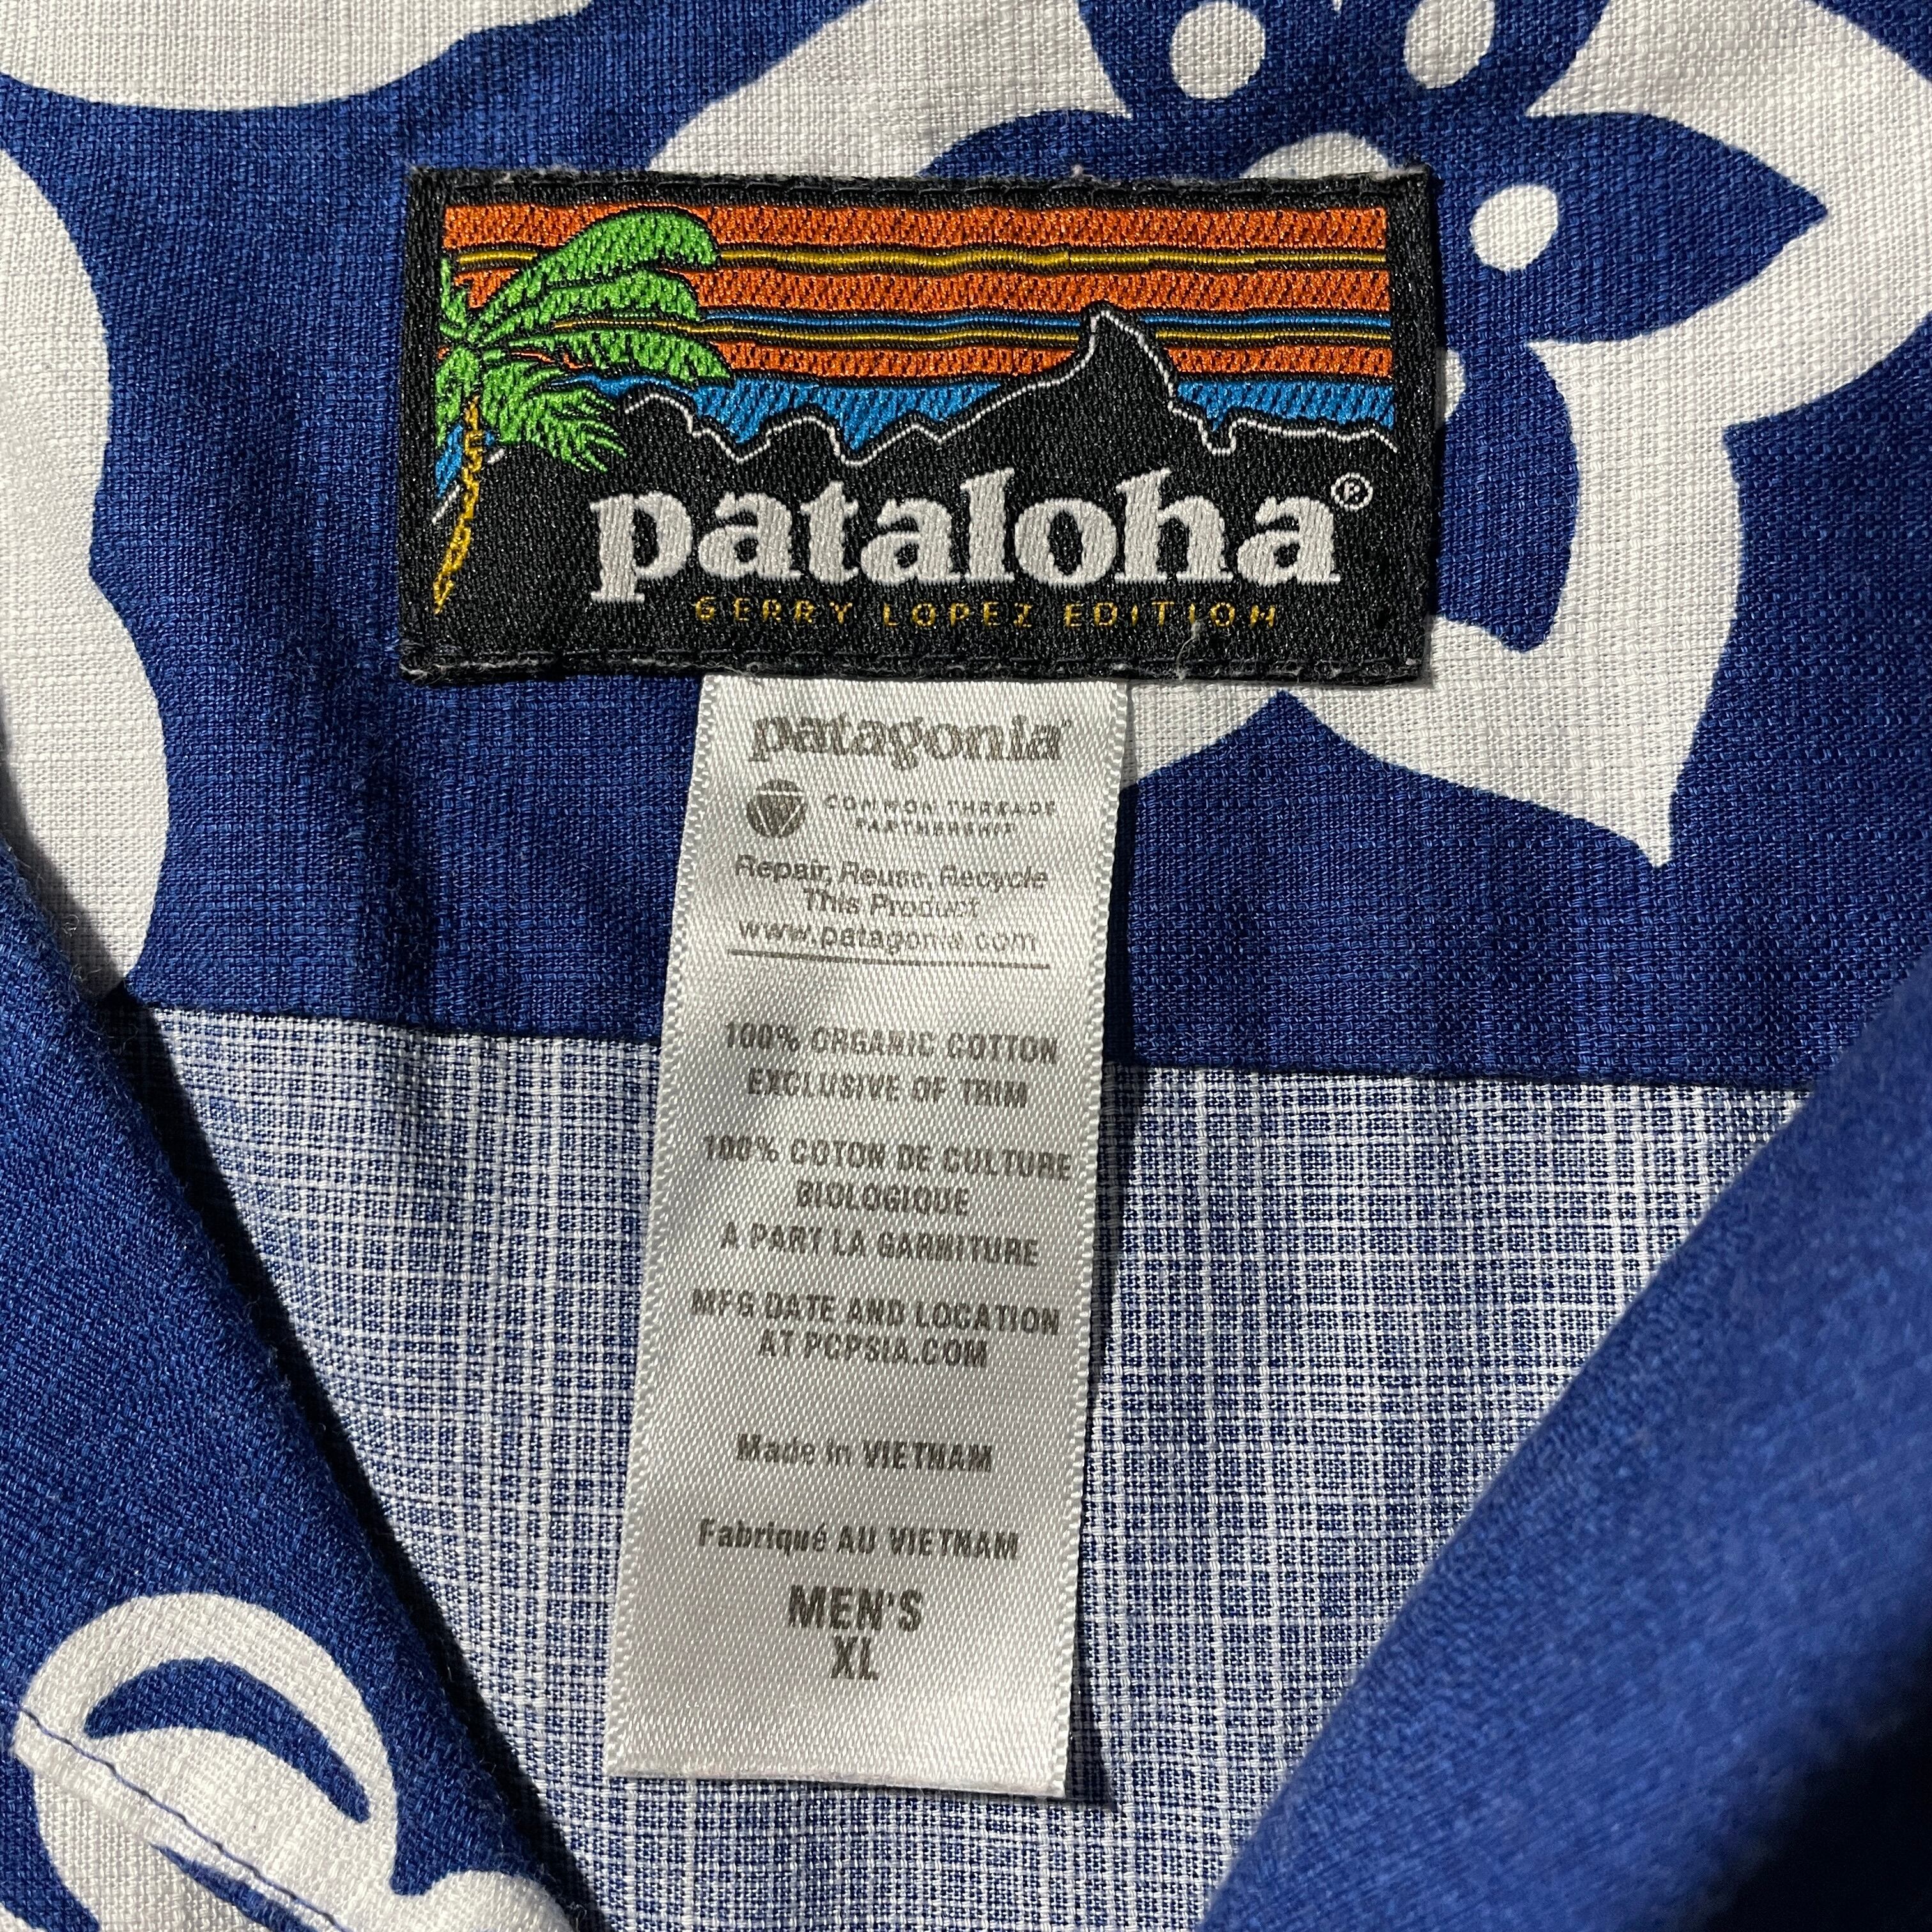 pataloha®
GERRY LOPEZ EDITION
patagonia®
COMMON THREADS
PARTNERSHIP
Repair, Reuse, Recycle
This Product
www.patagonia.com
100% ORGANIC COTTON
EXCLUSIVE OF TRIM
100% COTON DE CULTURE
BIOLOGIQUE
A PART LA GARNITURE
MFG DATE AND LOCATION
AT PCPSIA.COM
Made in VIETNAM
Fabriqué AU VIETNAM
MEN'S
XL